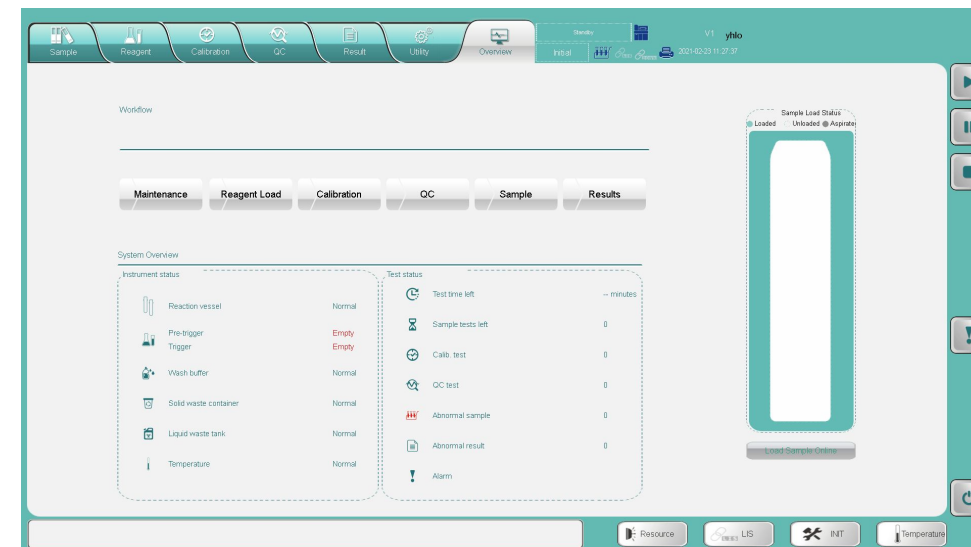 Sample Reagent Calibration QC Result Utility Overview
Standby
V1 yhlo
Initial
2021-02-23 11:27:37
Workflow
Sample Load Status
Loaded Unloaded Aspirate
Maintenance Reagent Load Calibration QC Sample Results
System Overview
Instrument status
Reaction vessel Normal
Pre-trigger Empty
Trigger Empty
Wash buffer Normal
Solid waste container Normal
Liquid waste tank Normal
Temperature Normal
Test status
Test time left -- minutes
Sample tests left 0
Calib. test 0
QC test 0
Abnormal sample 0
Abnormal result 0
Alarm
Load Sample Online
Resource LIS INIT Temperature